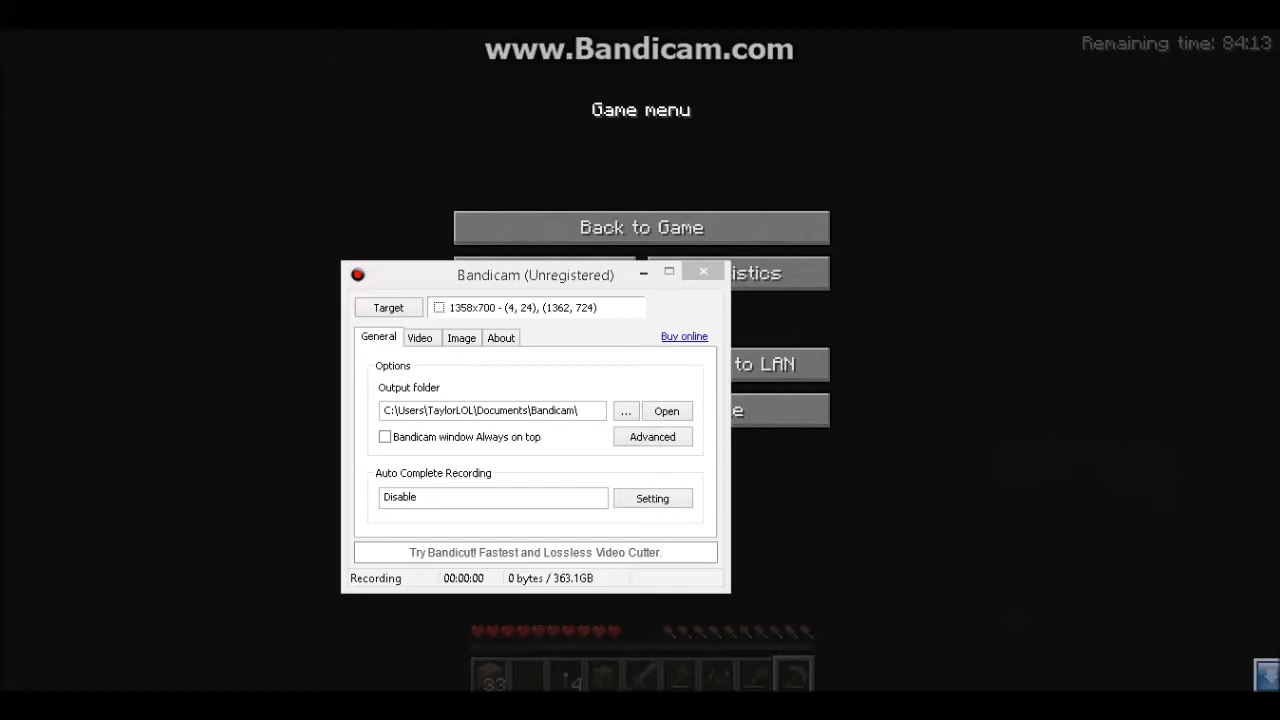 www.Bandicam.com
Remaining time: 84:13
Game menu
Back to Game
istics
to LAN
e
Bandicam (Unregistered)
Target
1358x700 - (4, 24), (1362, 724)
General Video Image About
Buy online
Options
Output folder
C:\Users\TaylorLOL\Documents\Bandicam\
... Open
Bandicam window Always on top
Advanced
Auto Complete Recording
Disable
Setting
Try Bandicut! Fastest and Lossless Video Cutter.
Recording 00:00:00 0 bytes / 363.1GB
33 14